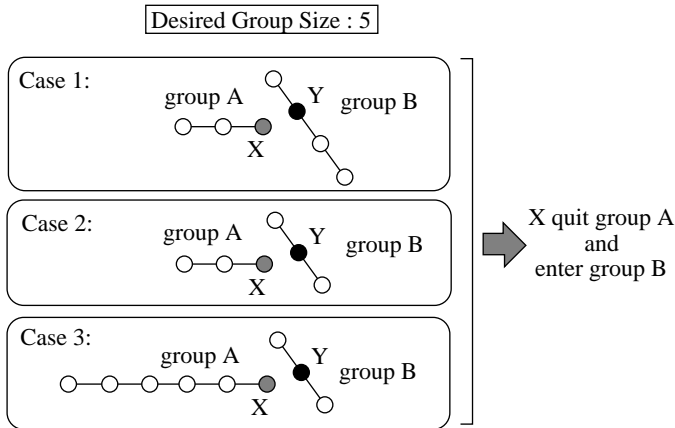 Desired Group Size : 5
Case 1:
group A
Y
group B
X
Case 2:
group A
Y
group B
X
Case 3:
group A
Y
group B
X
X quit group A
and
enter group B